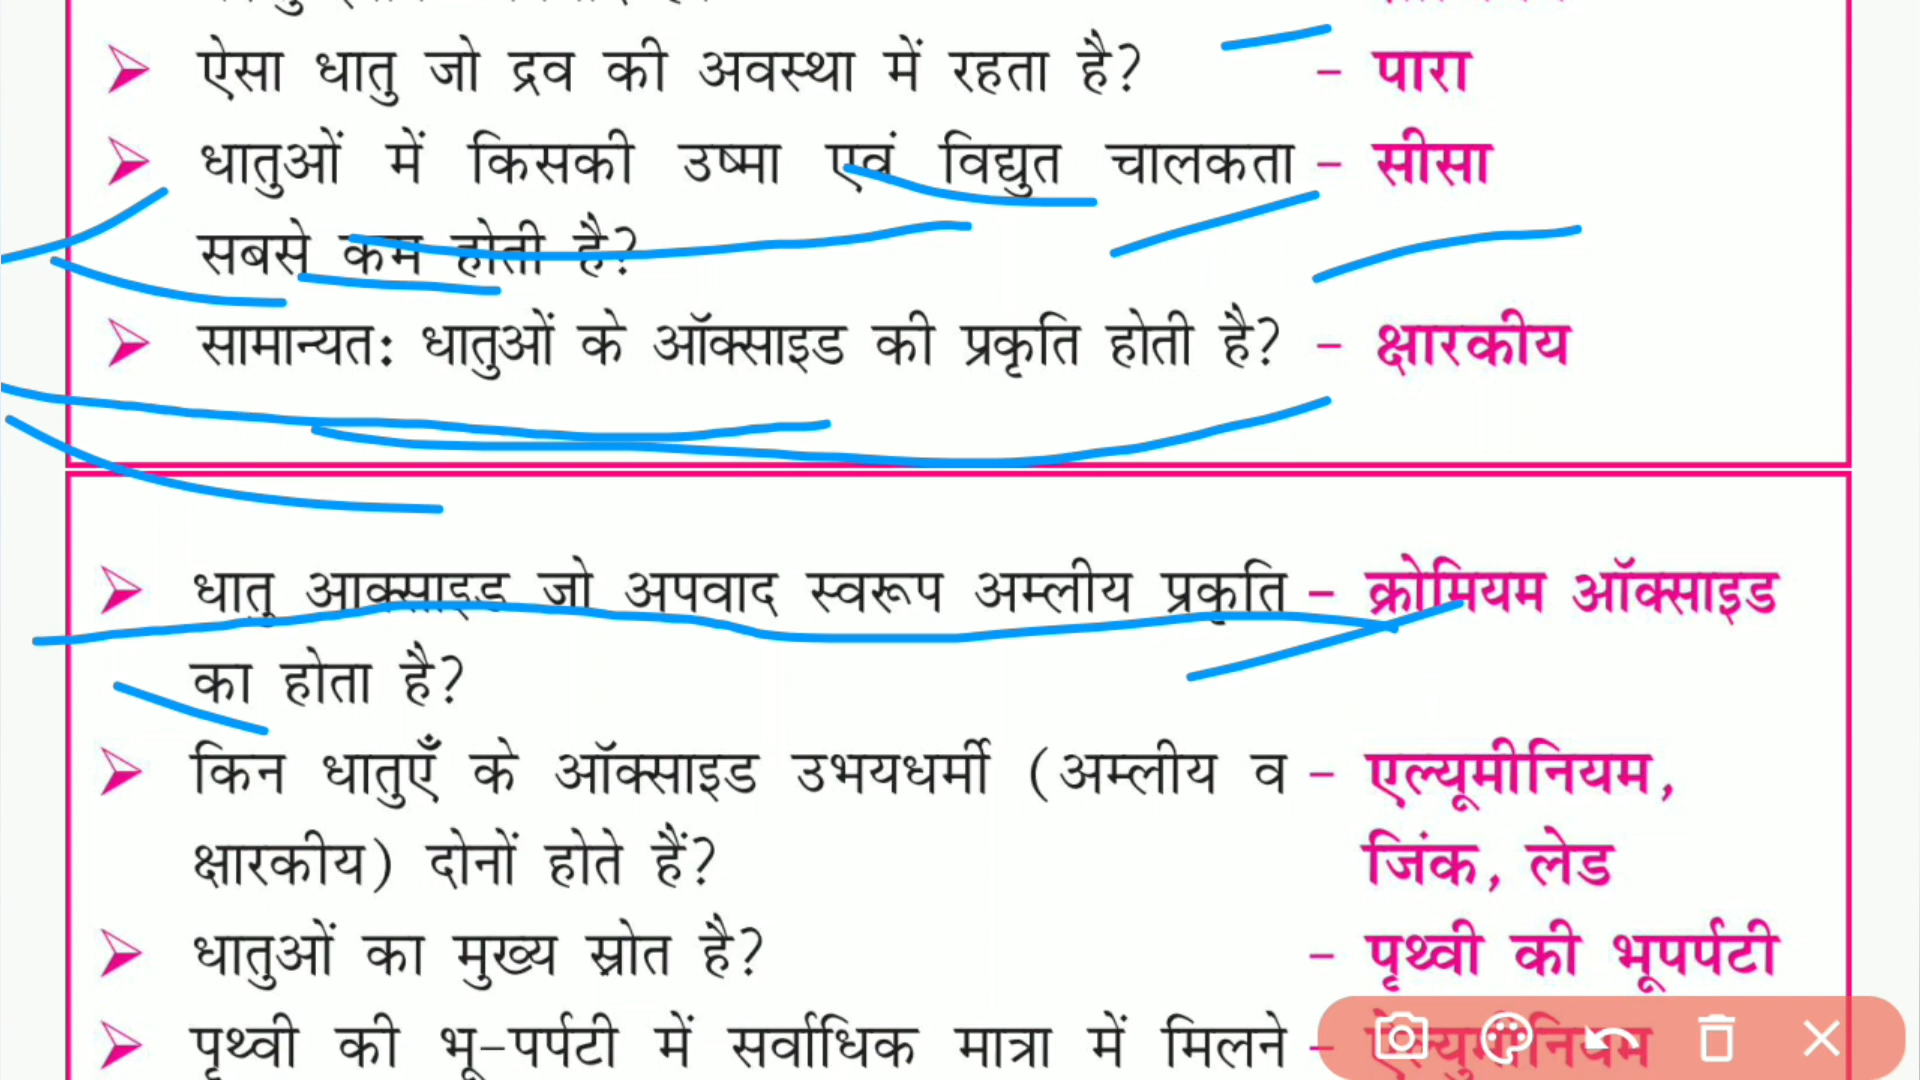 ऐसा धातु जो द्रव की अवस्था में रहता है? – पारा
धातुओं में किसकी उष्मा एवं विद्युत चालकता – सीसा
सबसे कम होती है?
सामान्यत: धातुओं के ऑक्साइड की प्रकृति होती है? – क्षारकीय
धातु आक्साइड जो अपवाद स्वरूप अम्लीय प्रकृति – क्रोमियम ऑक्साइड
का होता है?
किन धातुएँ के ऑक्साइड उभयधर्मी (अम्लीय व – एल्यूमीनियम,
क्षारकीय) दोनों होते हैं? जिंक, लेड
धातुओं का मुख्य स्रोत है? – पृथ्वी की भूपर्पटी
पृथ्वी की भू-पर्पटी में सर्वाधिक मात्रा में मिलने –